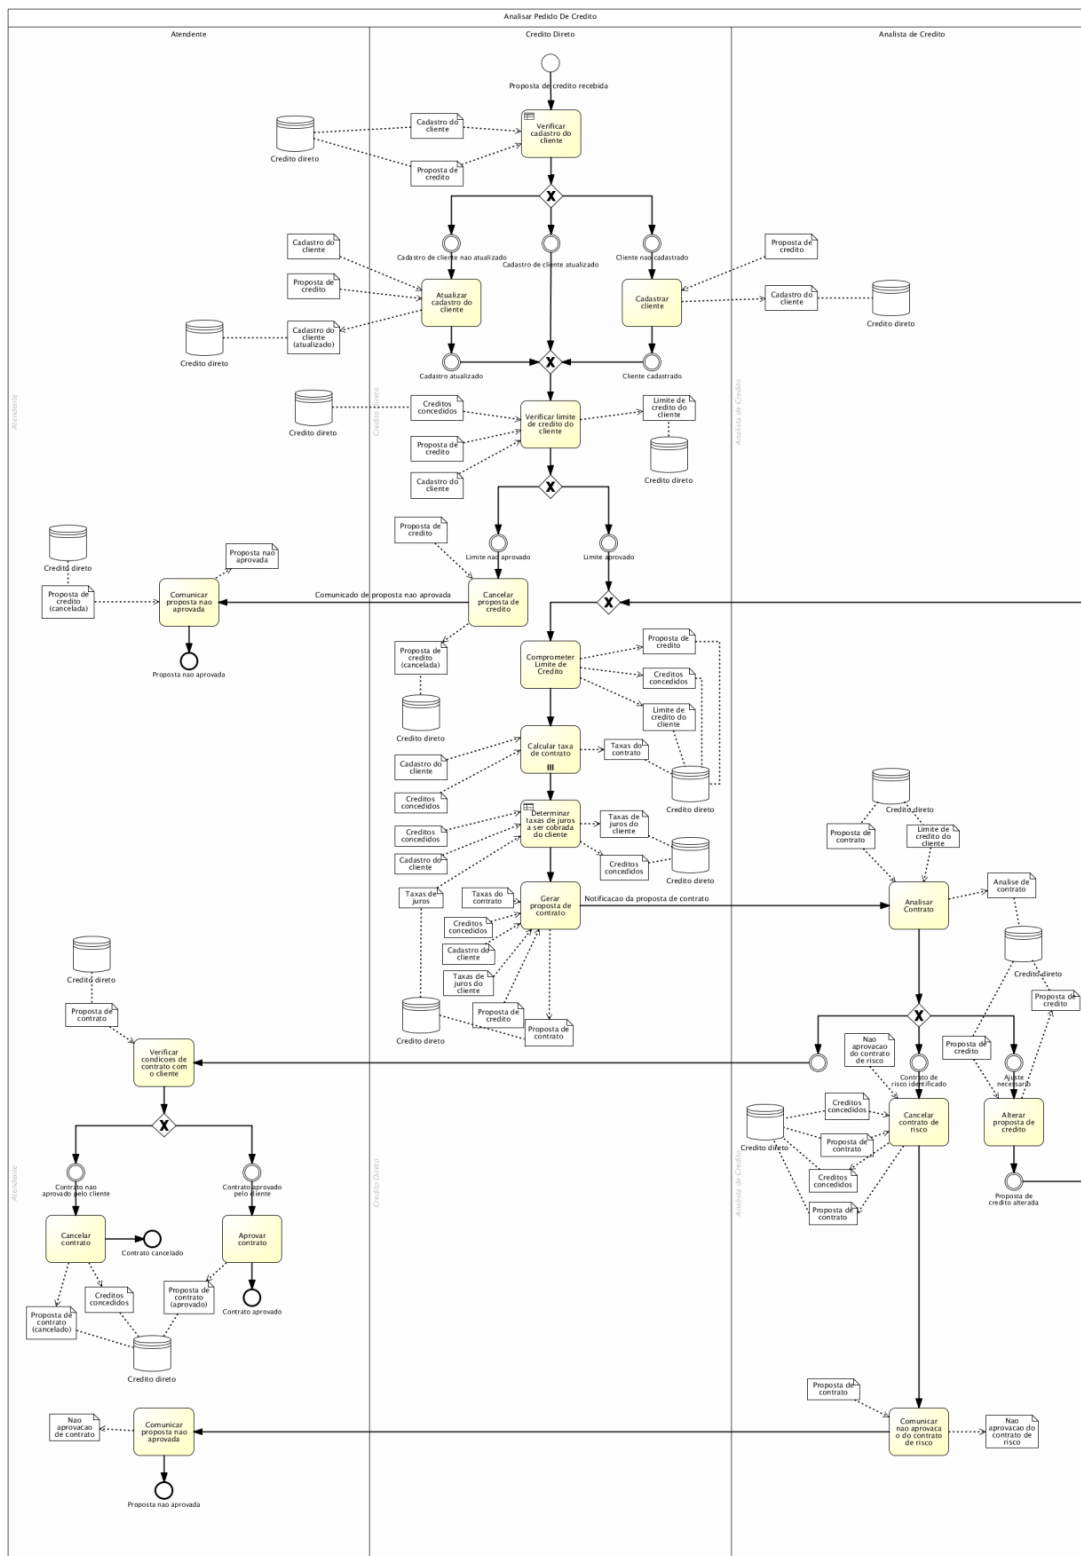 Analisar Pedido De Credito
Atendente
Credito Direto
Analista de Credito
Proposta de credito recebida
Verificar
cadastro do
cliente
Cadastro do
cliente
Credito direto
Proposta de
credito
Cadastro de cliente nao atualizado
Cadastro de cliente atualizado
Cliente nao cadastrado
Cadastro do
cliente
Proposta de
credito
Atualizar
cadastro do
cliente
Cadastrar
cliente
Proposta de
credito
Cadastro do
cliente
Credito direto
Cadastro do
cliente
(atualizado)
Credito direto
Cadastro atualizado
Cliente cadastrado
Atendente
Credito Direto
Analista de Credito
Creditos
concedidos
Credito direto
Verificar limite
de credito do
cliente
Limite de
credito do
cliente
Proposta de
credito
Cadastro do
cliente
Credito direto
Proposta de
credito
Limite nao aprovado
Limite aprovado
Credito direto
Proposta nao
aprovada
Proposta de
credito
(cancelada)
Comunicar
proposta nao
aprovada
Comunicado de proposta nao aprovada
Cancelar
proposta de
credito
Proposta nao aprovada
Proposta de
credito
(cancelada)
Credito direto
Comprometer
Limite de
Credito
Proposta de
credito
Creditos
concedidos
Limite de
credito do
cliente
Calcular taxa
de contrato
Taxas do
contrato
Credito direto
Cadastro do
cliente
Creditos
concedidos
Creditos
concedidos
Cadastro do
cliente
Determinar
taxas de juros
a ser cobrada
do cliente
Taxas de
juros do
cliente
Creditos
concedidos
Credito direto
Credito direto
Proposta de
contrato
Limite de
credito do
cliente
Taxas de
juros
Taxas do
contrato
Gerar
proposta de
contrato
Notificacao da proposta de contrato
Analisar
Contrato
Analise de
contrato
Creditos
concedidos
Cadastro do
cliente
Taxas de
juros do
cliente
Proposta de
credito
Proposta de
contrato
Credito direto
Credito direto
Proposta de
contrato
Credito direto
Proposta de
credito
Proposta de
credito
Verificar
condicoes de
contrato com
o cliente
Nao
aprovacao
do contrato
de risco
Contrato de
risco identificado
Ajuste
necessario
Creditos
concedidos
Credito direto
Proposta de
contrato
Creditos
concedidos
Proposta de
contrato
Cancelar
contrato de
risco
Alterar
proposta de
credito
Proposta de
credito alterada
Atendente
Credito Direto
Analista de Credito
Contrato nao
aprovado pelo cliente
Contrato aprovado
pelo cliente
Cancelar
contrato
Contrato cancelado
Aprovar
contrato
Proposta de
contrato
(cancelado)
Creditos
concedidos
Proposta de
contrato
(aprovado)
Contrato aprovado
Credito direto
Proposta de
contrato
Nao
aprovacao
de contrato
Comunicar
proposta nao
aprovada
Comunicar
nao aprovaca
o do contrato
de risco
Nao
aprovacao do
contrato de
risco
Proposta nao aprovada